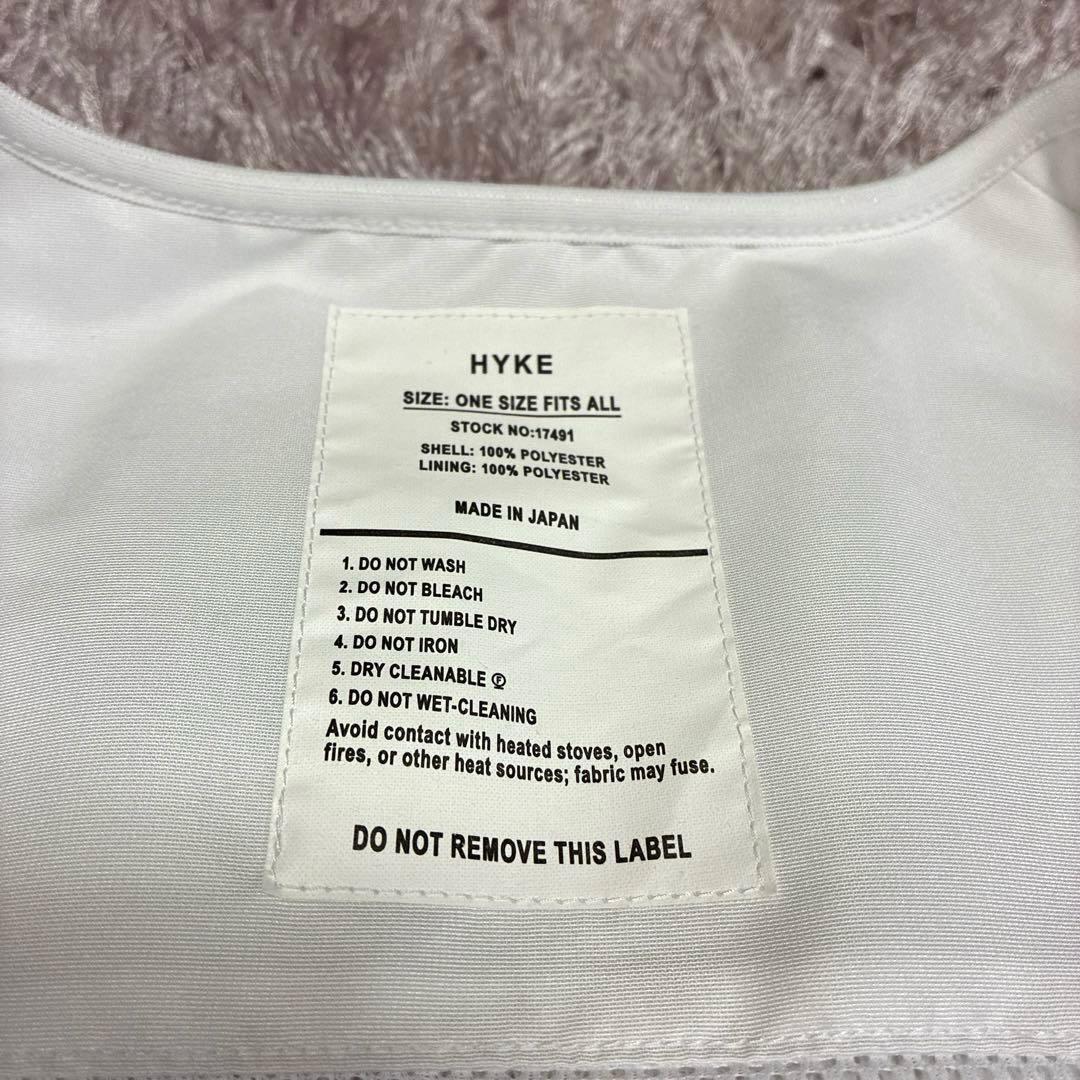 HYKE
SIZE: ONE SIZE FITS ALL
STOCK NO:17491
SHELL: 100% POLYESTER
LINING: 100% POLYESTER
MADE IN JAPAN
1. DO NOT WASH
2. DO NOT BLEACH
3. DO NOT TUMBLE DRY
4. DO NOT IRON
5. DRY CLEANABLE Ⓕ
6. DO NOT WET-CLEANING
Avoid contact with heated stoves, open
fires, or other heat sources; fabric may fuse.
DO NOT REMOVE THIS LABEL